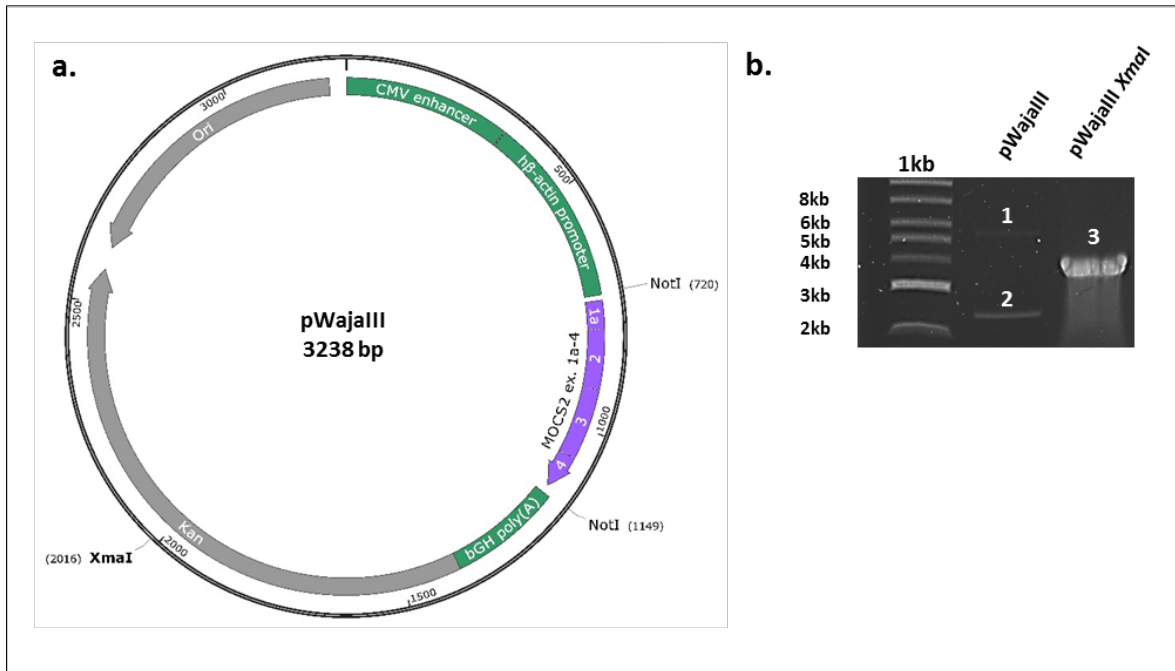 a.
CMV enhancer
hβ-actin promoter
500
NotI (720)
1a
2
3
4
MOCS2 ex. 1a-4
1000
NotI (1149)
bGH poly(A)
1500
Kan
2000
(2016) XmaI
2500
Ori
3000
pWajaIII
3238 bp
b.
1kb
pWajaIII
pWajaIII XmaI
8kb
6kb
5kb
4kb
3kb
2kb
1
2
3